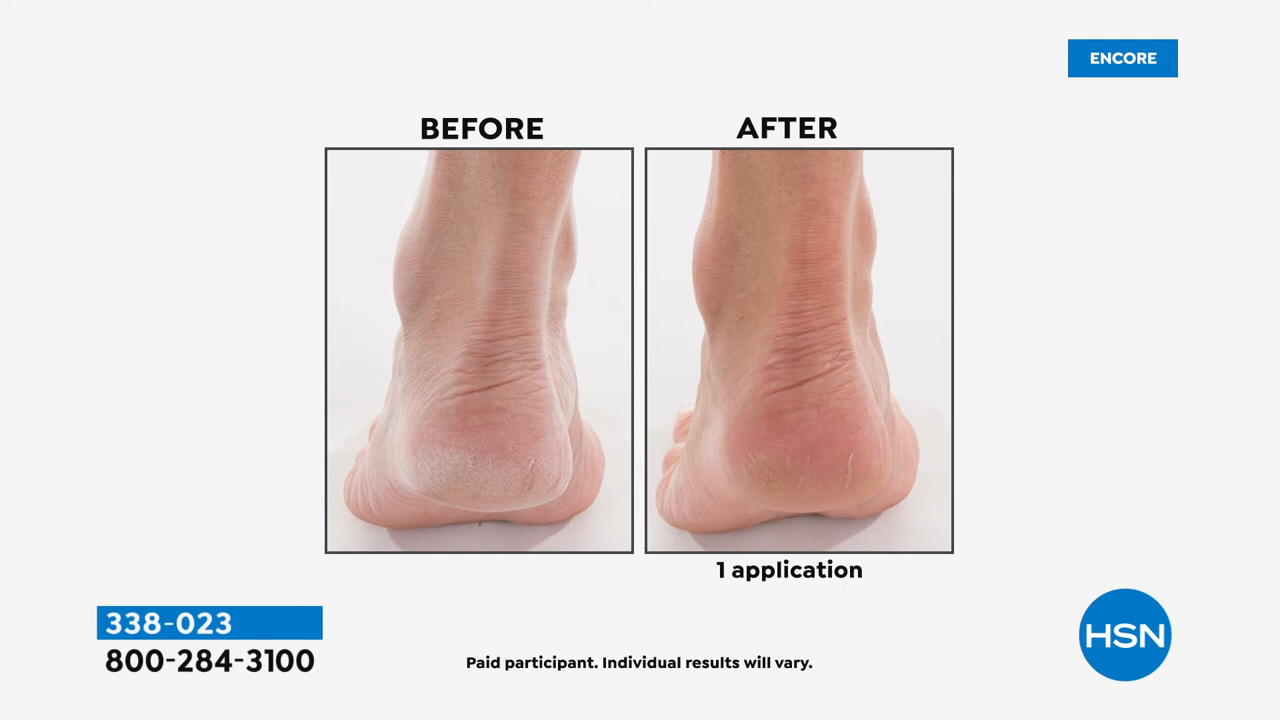 ENCORE
BEFORE
AFTER
1 application
338-023
800-284-3100
Paid participant. Individual results will vary.
HSN